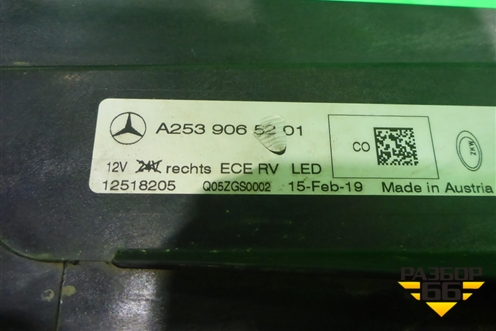 A253 906 52 01
CO
ZKW
12V 24V rechts ECE RV LED
12518205 Q05ZGS0002 15-Feb-19 Made in Austria
РАЗБОР
66